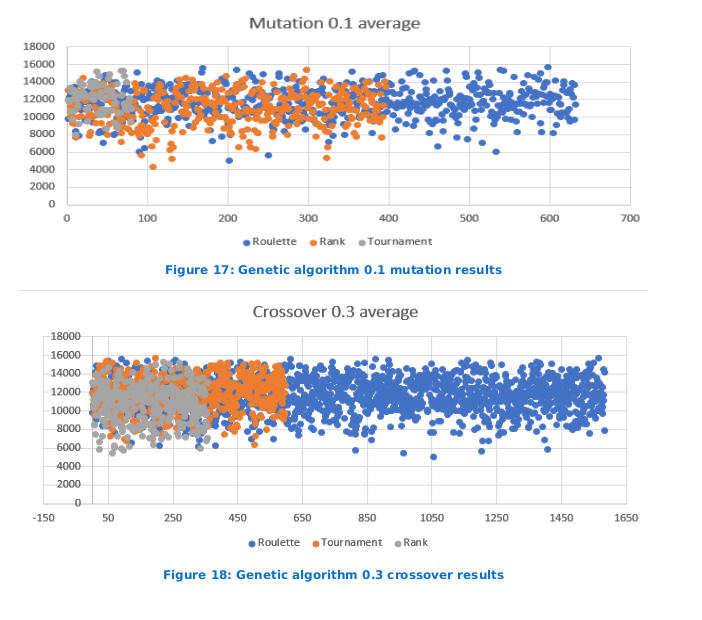 Mutation 0.1 average
18000
16000
14000
12000
10000
8000
6000
4000
2000
0
0 100 200 300 400 500 600 700
Roulette Rank Tournament
Figure 17: Genetic algorithm 0.1 mutation results
Crossover 0.3 average
18000
16000
14000
12000
10000
8000
6000
4000
2000
0
-150 50 250 450 650 850 1050 1250 1450 1650
Roulette Tournament Rank
Figure 18: Genetic algorithm 0.3 crossover results